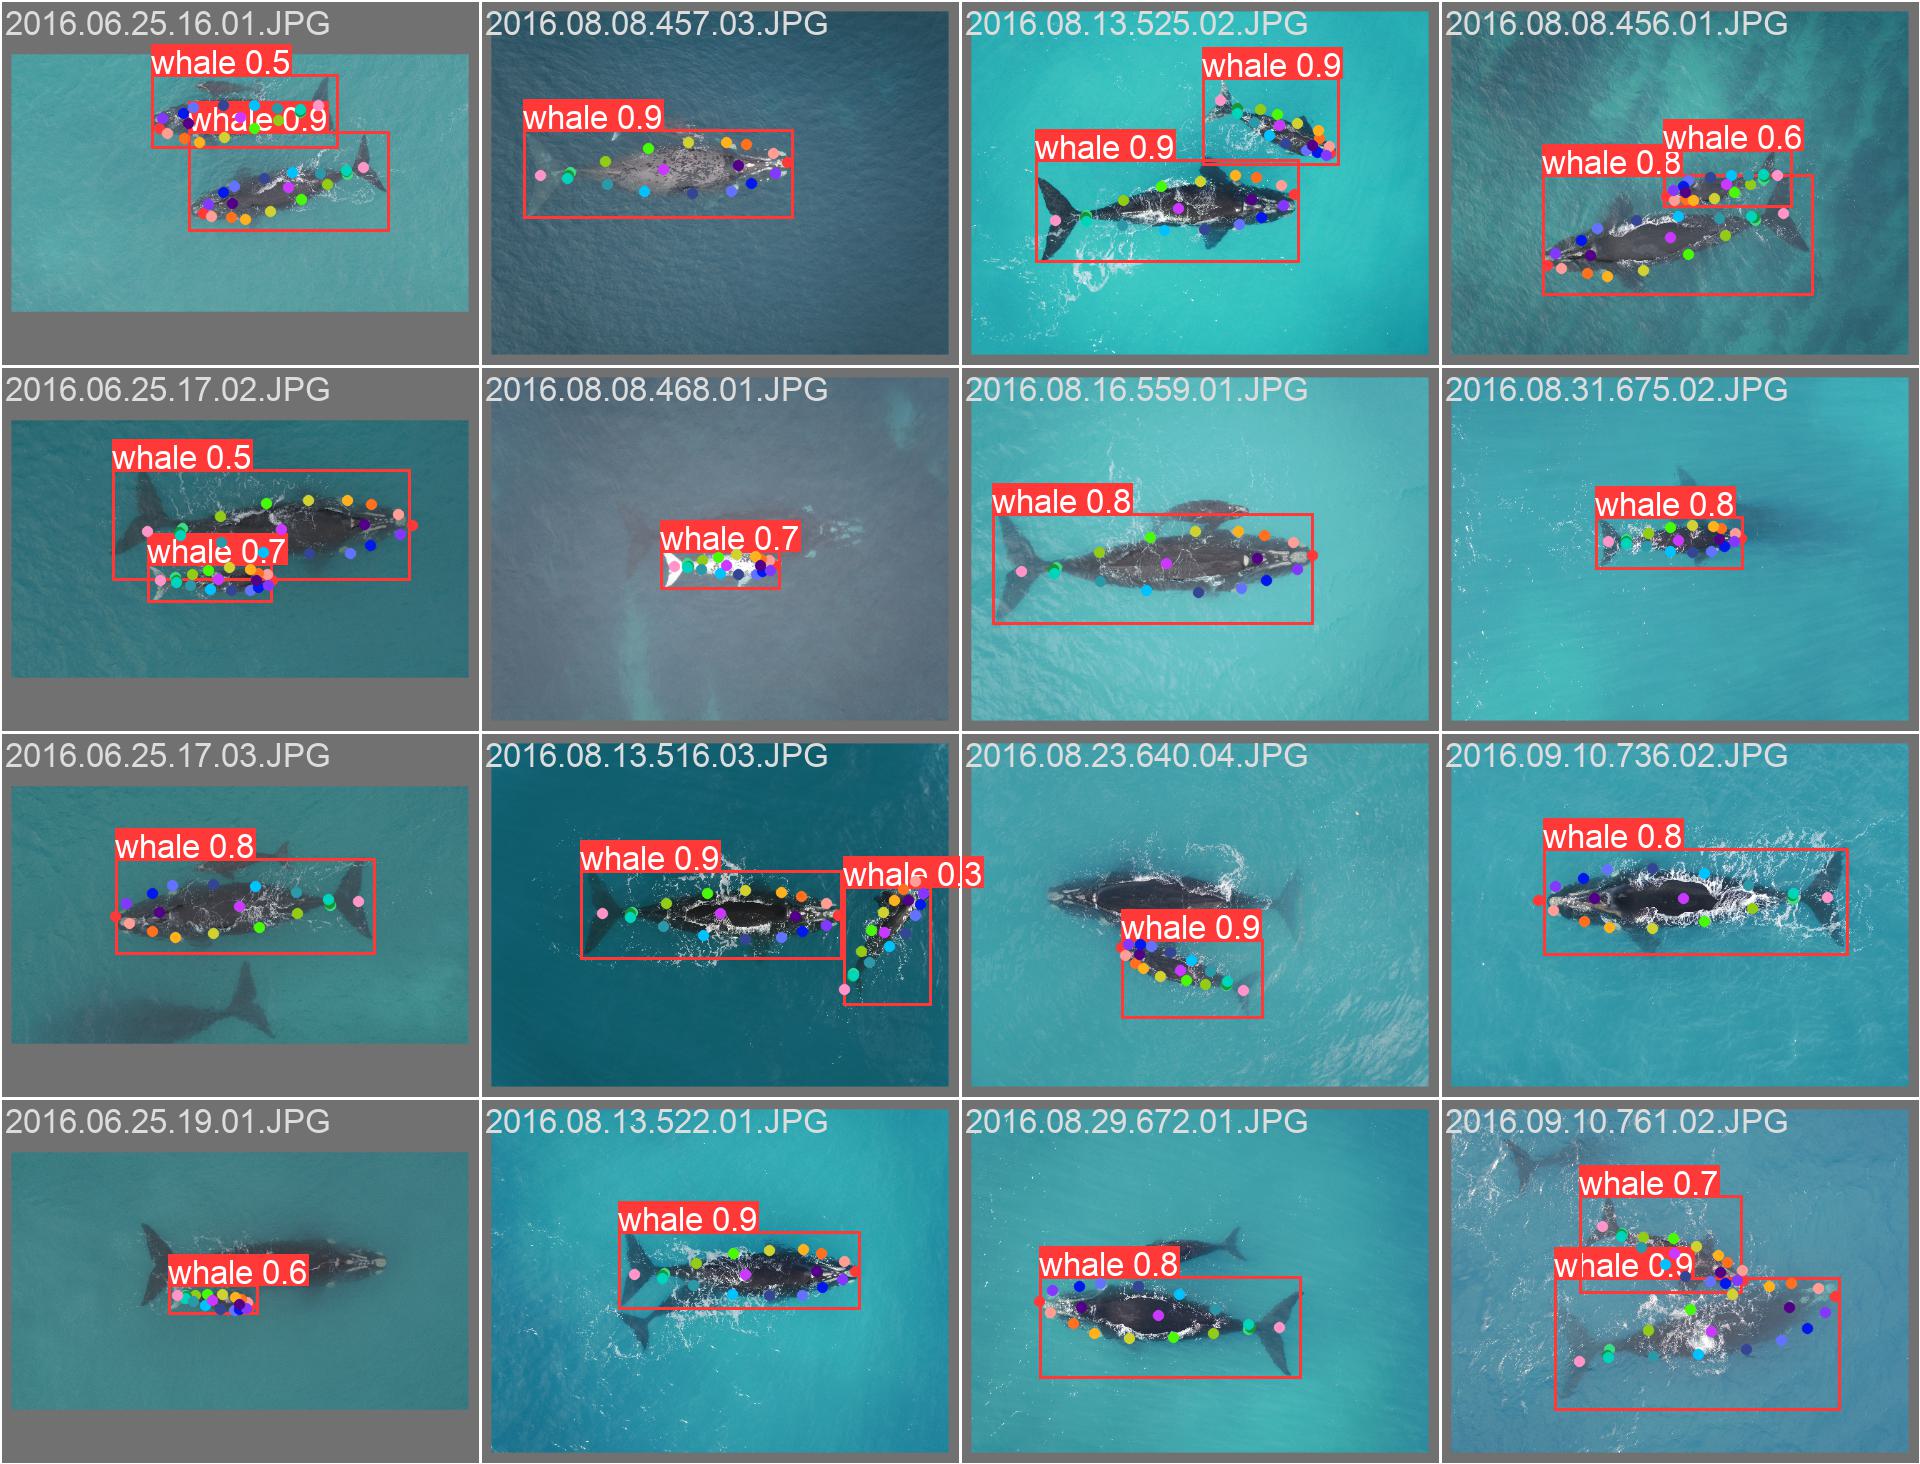 2016.06.25.16.01.JPG
whale 0.5
whale 0.9
2016.08.08.457.03.JPG
whale 0.9
2016.08.13.525.02.JPG
whale 0.9
whale 0.9
2016.08.08.456.01.JPG
whale 0.6
whale 0.8
2016.06.25.17.02.JPG
whale 0.5
whale 0.7
2016.08.08.468.01.JPG
whale 0.7
2016.08.16.559.01.JPG
whale 0.8
2016.08.31.675.02.JPG
whale 0.8
2016.06.25.17.03.JPG
whale 0.8
2016.08.13.516.03.JPG
whale 0.9
whale 0.3
2016.08.23.640.04.JPG
whale 0.9
2016.09.10.736.02.JPG
whale 0.8
2016.06.25.19.01.JPG
whale 0.6
2016.08.13.522.01.JPG
whale 0.9
2016.08.29.672.01.JPG
whale 0.8
2016.09.10.761.02.JPG
whale 0.7
whale 0.9